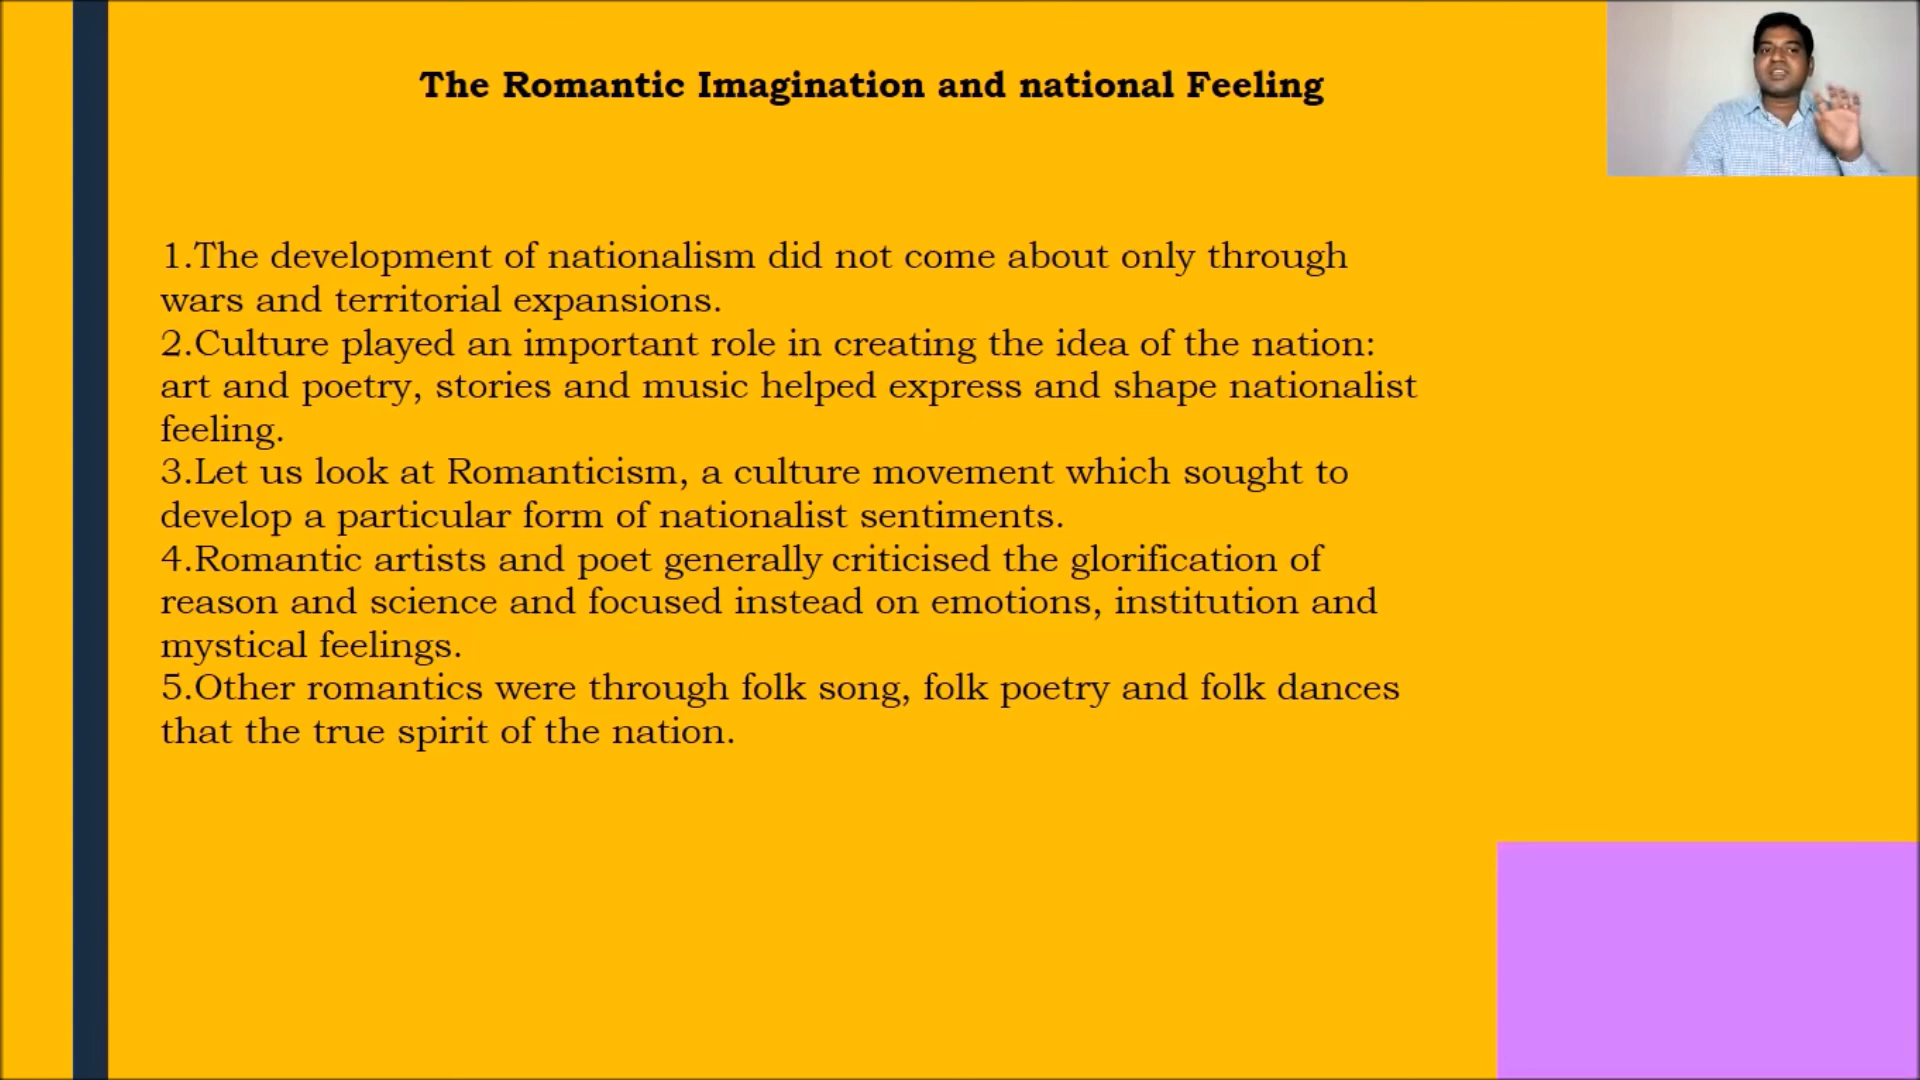 The Romantic Imagination and national Feeling
1.The development of nationalism did not come about only through
wars and territorial expansions.
2.Culture played an important role in creating the idea of the nation:
art and poetry, stories and music helped express and shape nationalist
feeling.
3.Let us look at Romanticism, a culture movement which sought to
develop a particular form of nationalist sentiments.
4.Romantic artists and poet generally criticised the glorification of
reason and science and focused instead on emotions, institution and
mystical feelings.
5.Other romantics were through folk song, folk poetry and folk dances
that the true spirit of the nation.